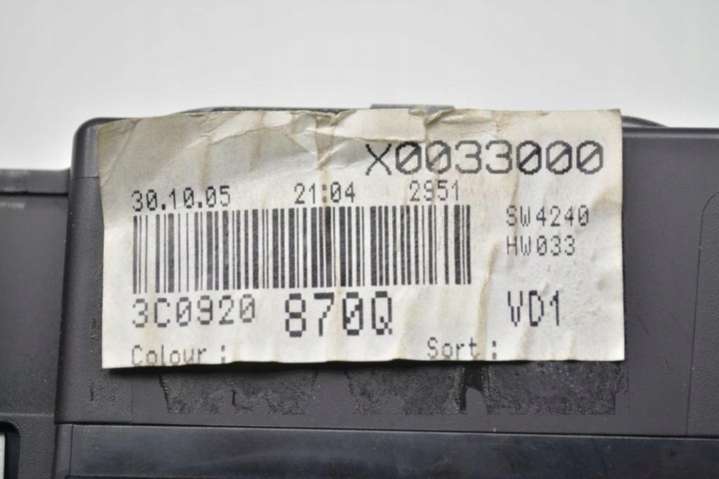 X0033000
30.10.05 21:04 2951
SW4240
HW033
3C0920 870Q VD1
Colour : Sort :